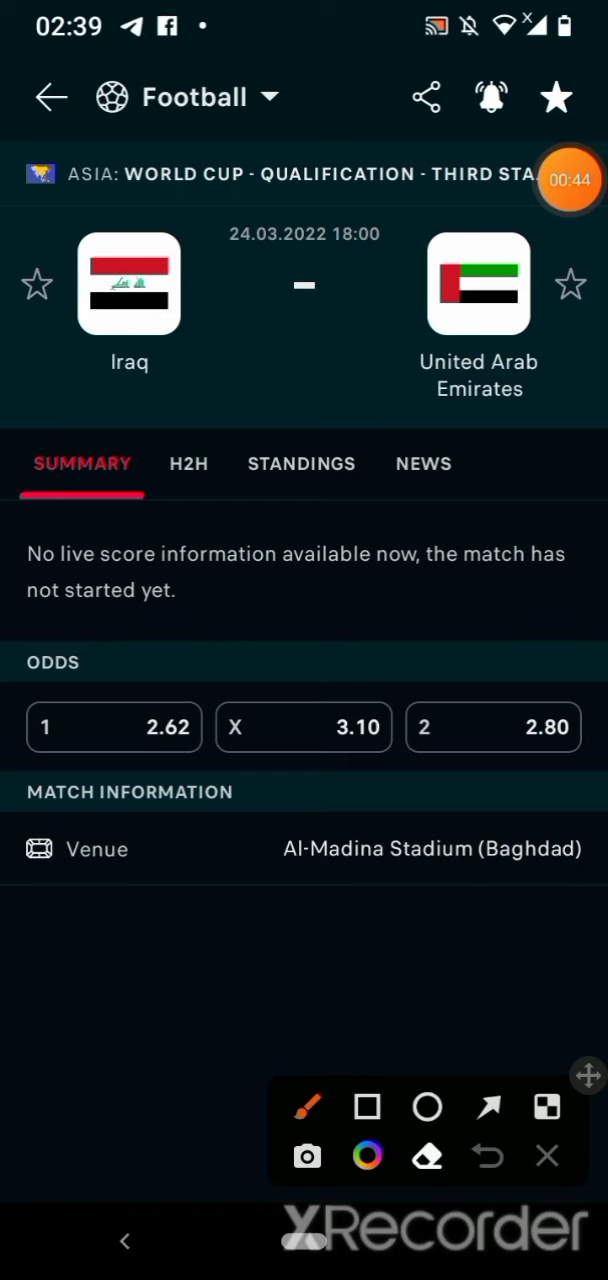 02:39
Football
ASIA: WORLD CUP - QUALIFICATION - THIRD STA
00:44
24.03.2022 18:00
Iraq
United Arab
Emirates
SUMMARY H2H STANDINGS NEWS
No live score information available now, the match has
not started yet.
ODDS
1 2.62 X 3.10 2 2.80
MATCH INFORMATION
Venue Al-Madina Stadium (Baghdad)
XRecorder